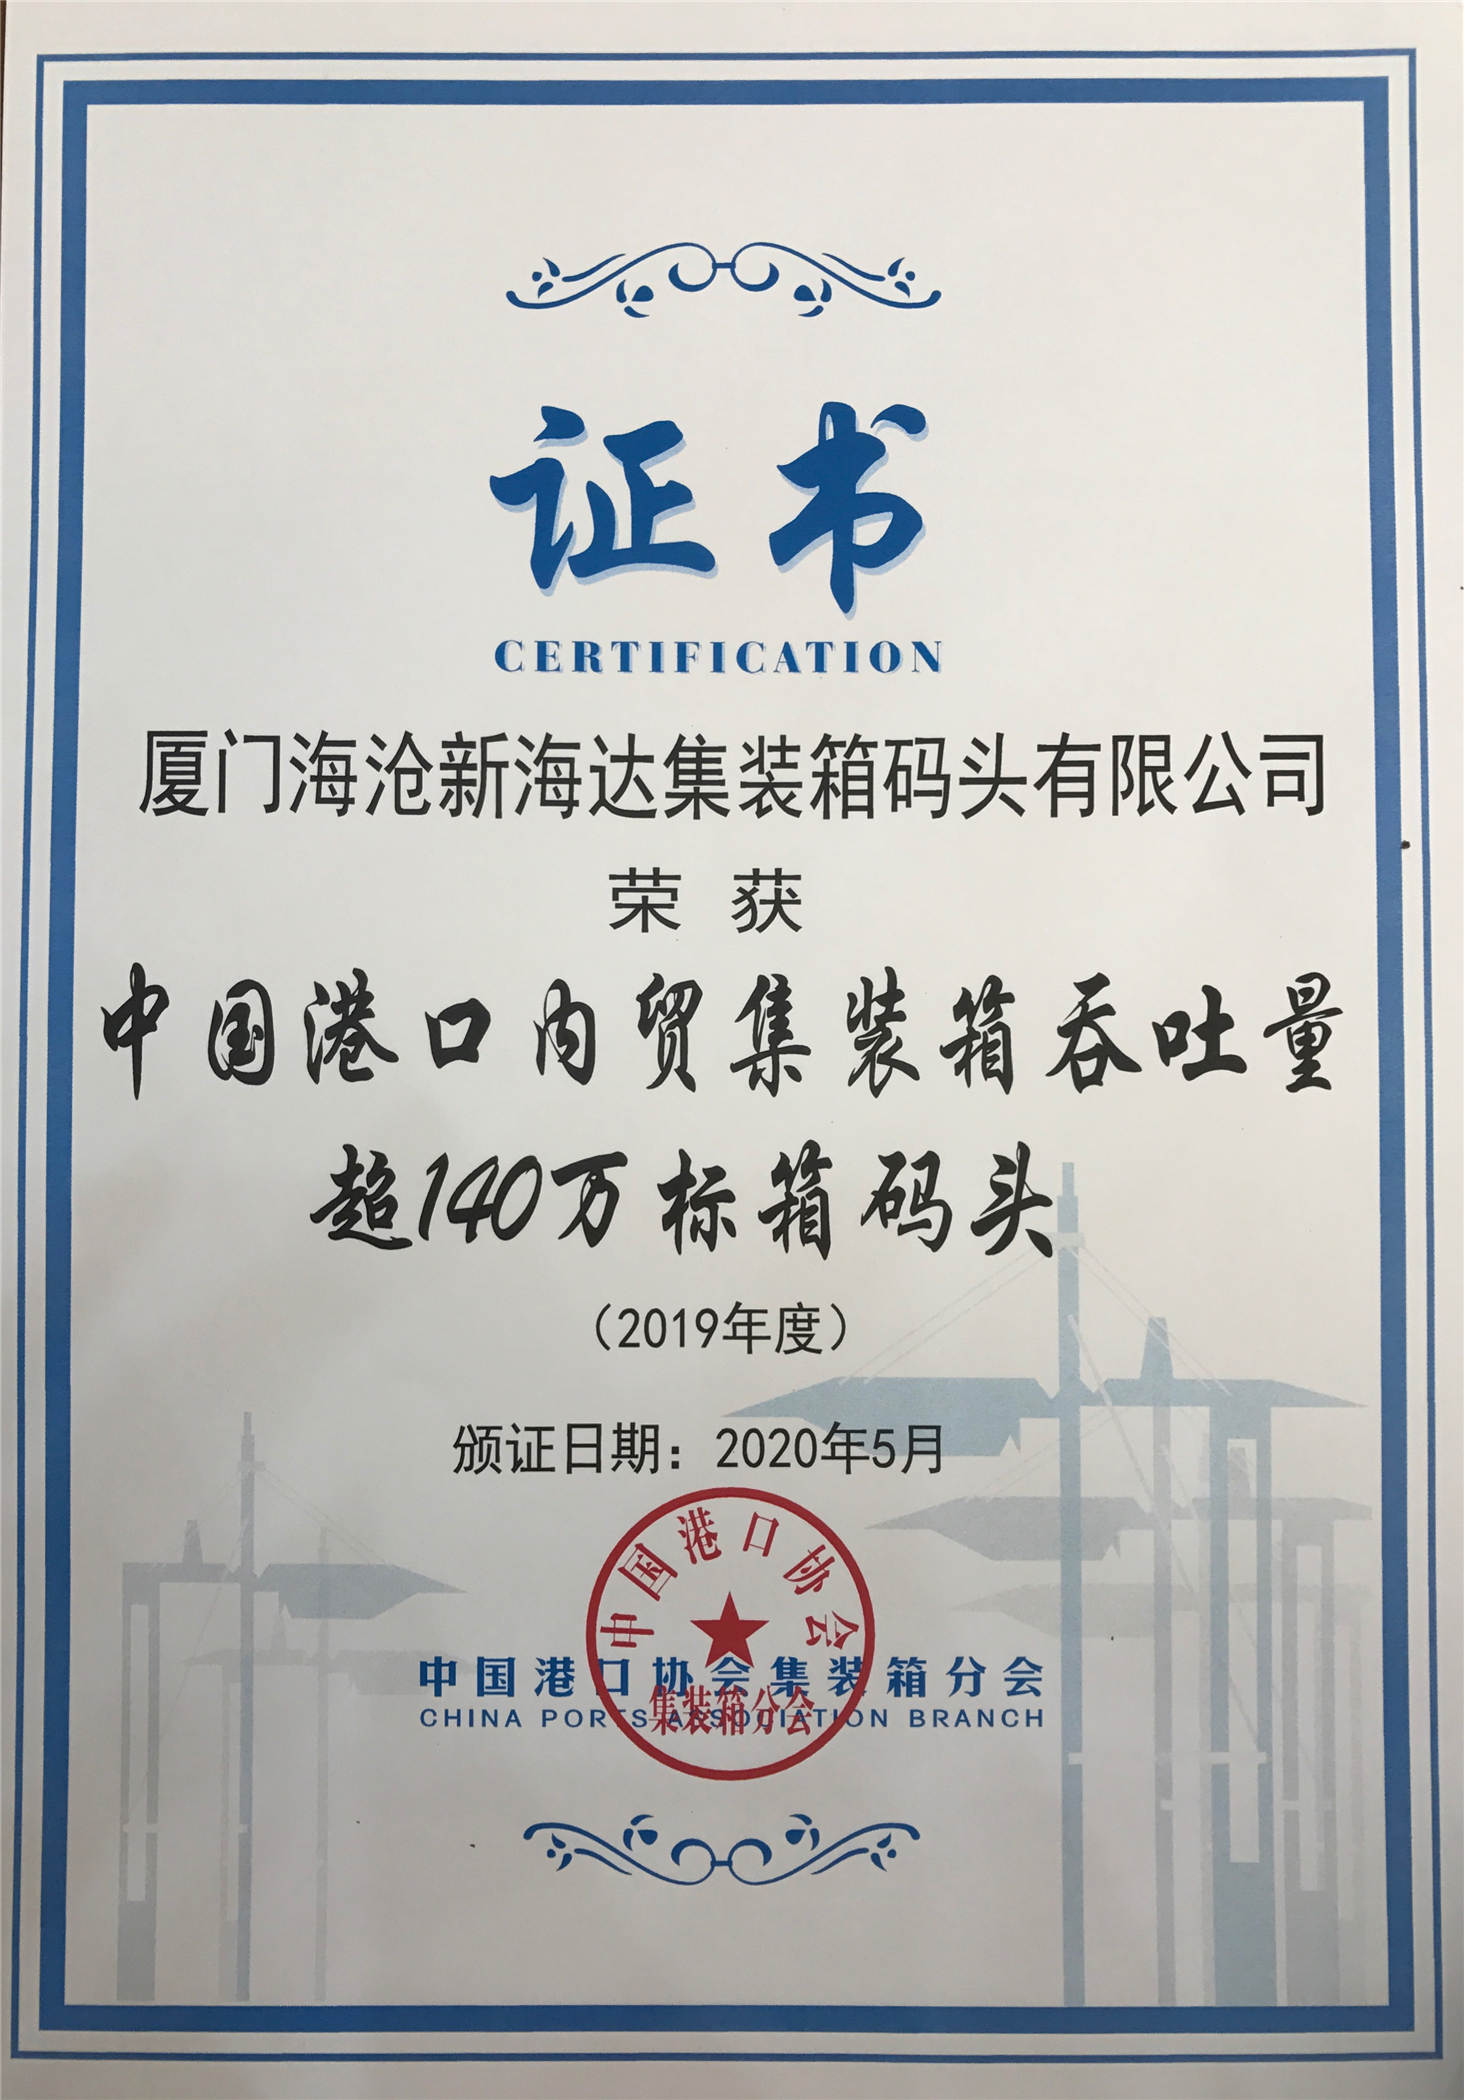 证书
CERTIFICATION
厦门海沧新海达集装箱码头有限公司
荣 获
中国港口内贸集装箱吞吐量
超140万标箱码头
（2019年度）
颁证日期：2020年5月
中国港口协会
集装箱分会
中国港口协会集装箱分会
CHINA PORTS ASSOCIATION BRANCH